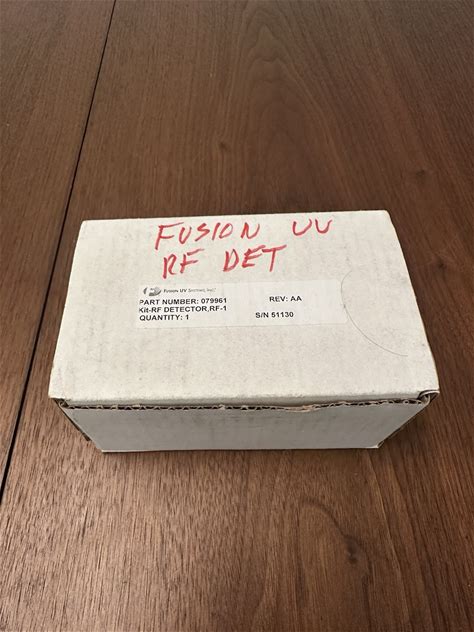 FUSION UV
RF DET
Fusion UV Systems, Inc.
PART NUMBER: 079961 REV: AA
Kit-RF DETECTOR,RF-1
QUANTITY: 1 S/N 51130